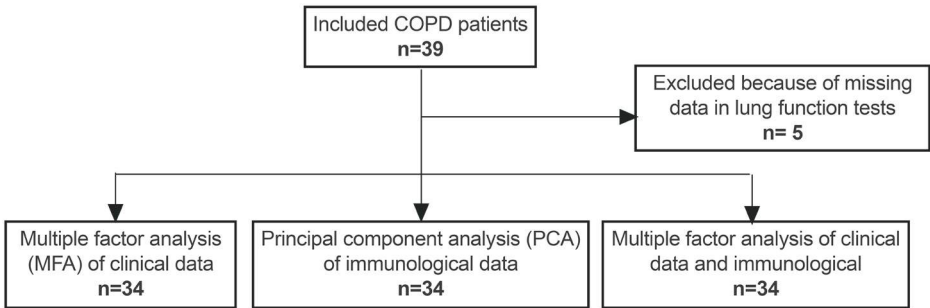 Included COPD patients
n=39
Excluded because of missing
data in lung function tests
n= 5
Multiple factor analysis
(MFA) of clinical data
n=34
Principal component analysis (PCA)
of immunological data
n=34
Multiple factor analysis of clinical
data and immunological
n=34